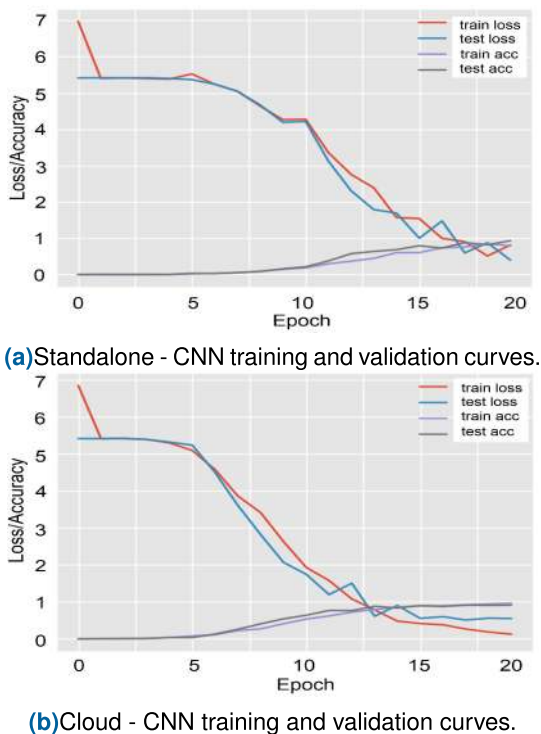 7
6
5
4
3
2
1
0
Loss/Accuracy
train loss
test loss
train acc
test acc
0 5 10 15 20
Epoch
(a)Standalone - CNN training and validation curves.
7
6
5
4
3
2
1
0
Loss/Accuracy
train loss
test loss
train acc
test acc
0 5 10 15 20
Epoch
(b)Cloud - CNN training and validation curves.